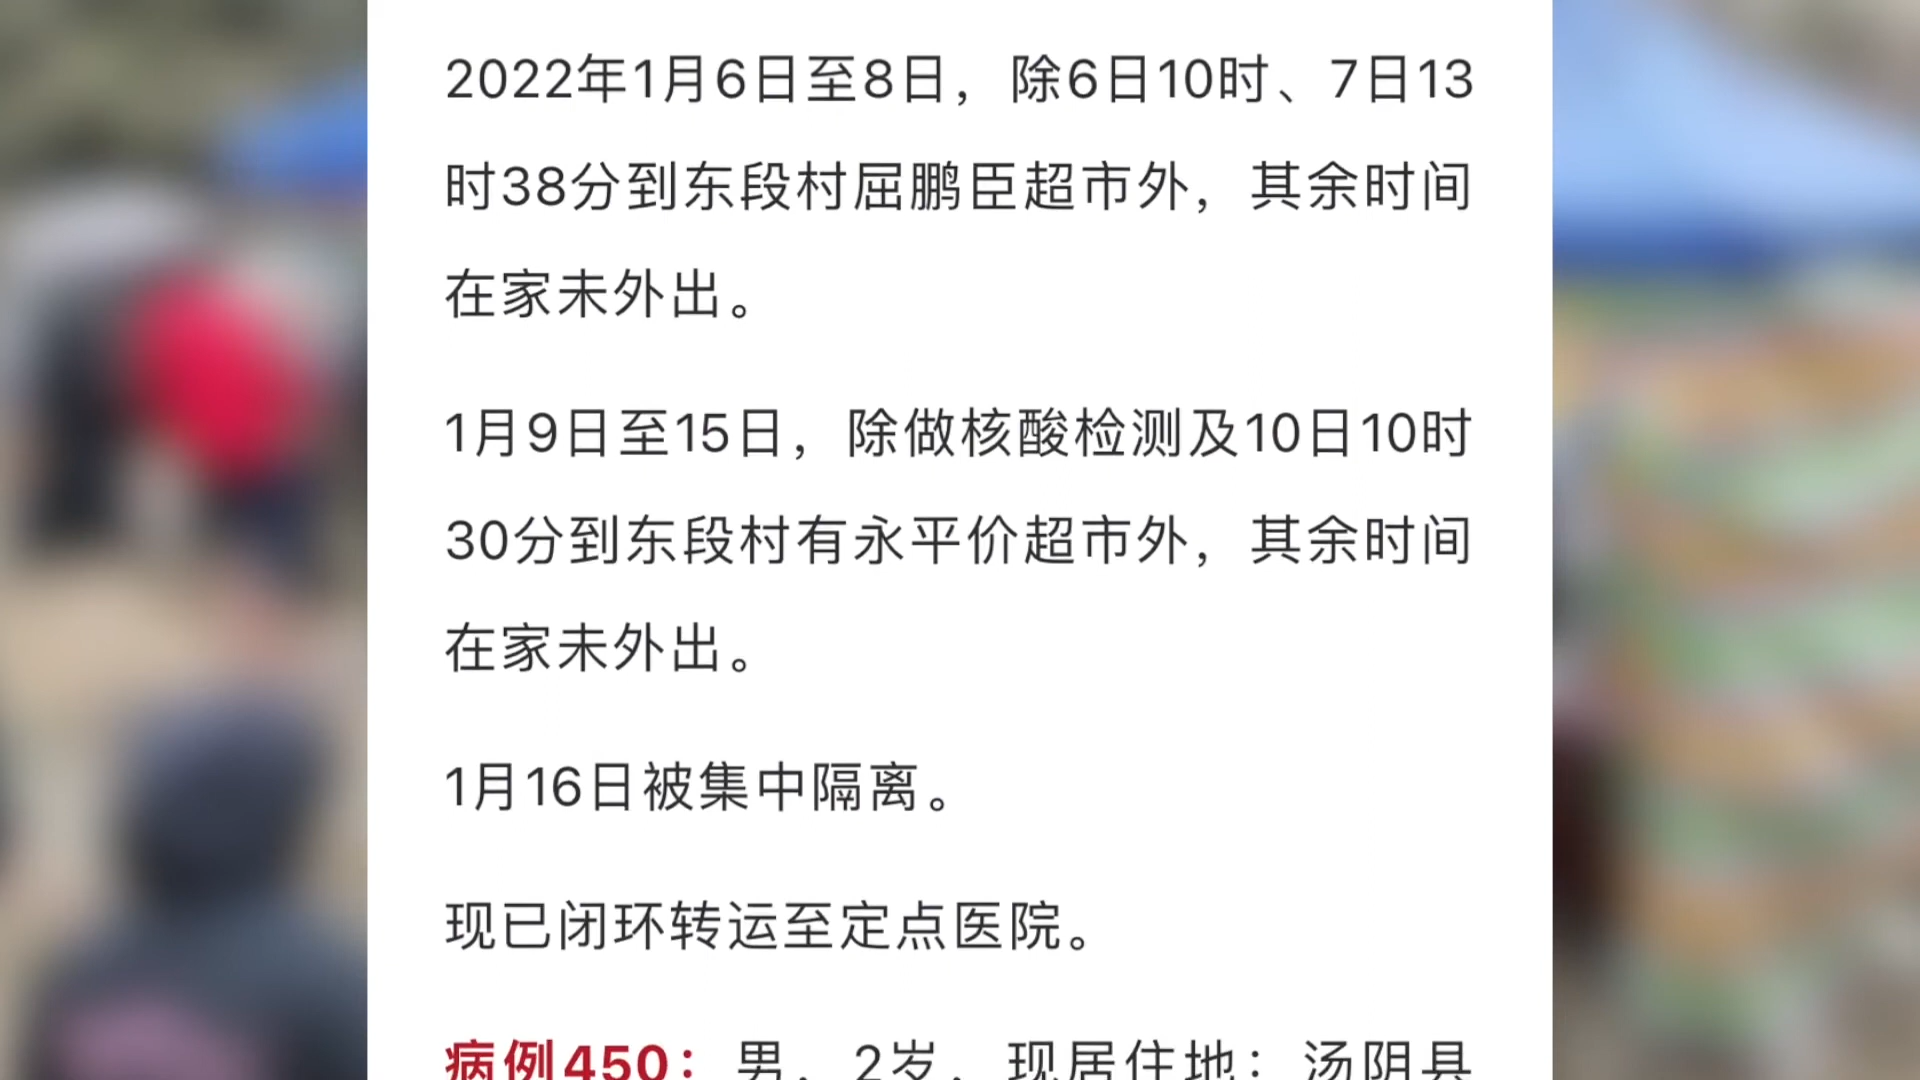 2022年1月6日至8日，除6日10时、7日13
时38分到东段村屈鹏臣超市外，其余时间
在家未外出。
1月9日至15日，除做核酸检测及10日10时
30分到东段村有永平价超市外，其余时间
在家未外出。
1月16日被集中隔离。
现已闭环转运至定点医院。
病例450：男，2岁，现居住地：汤阴县